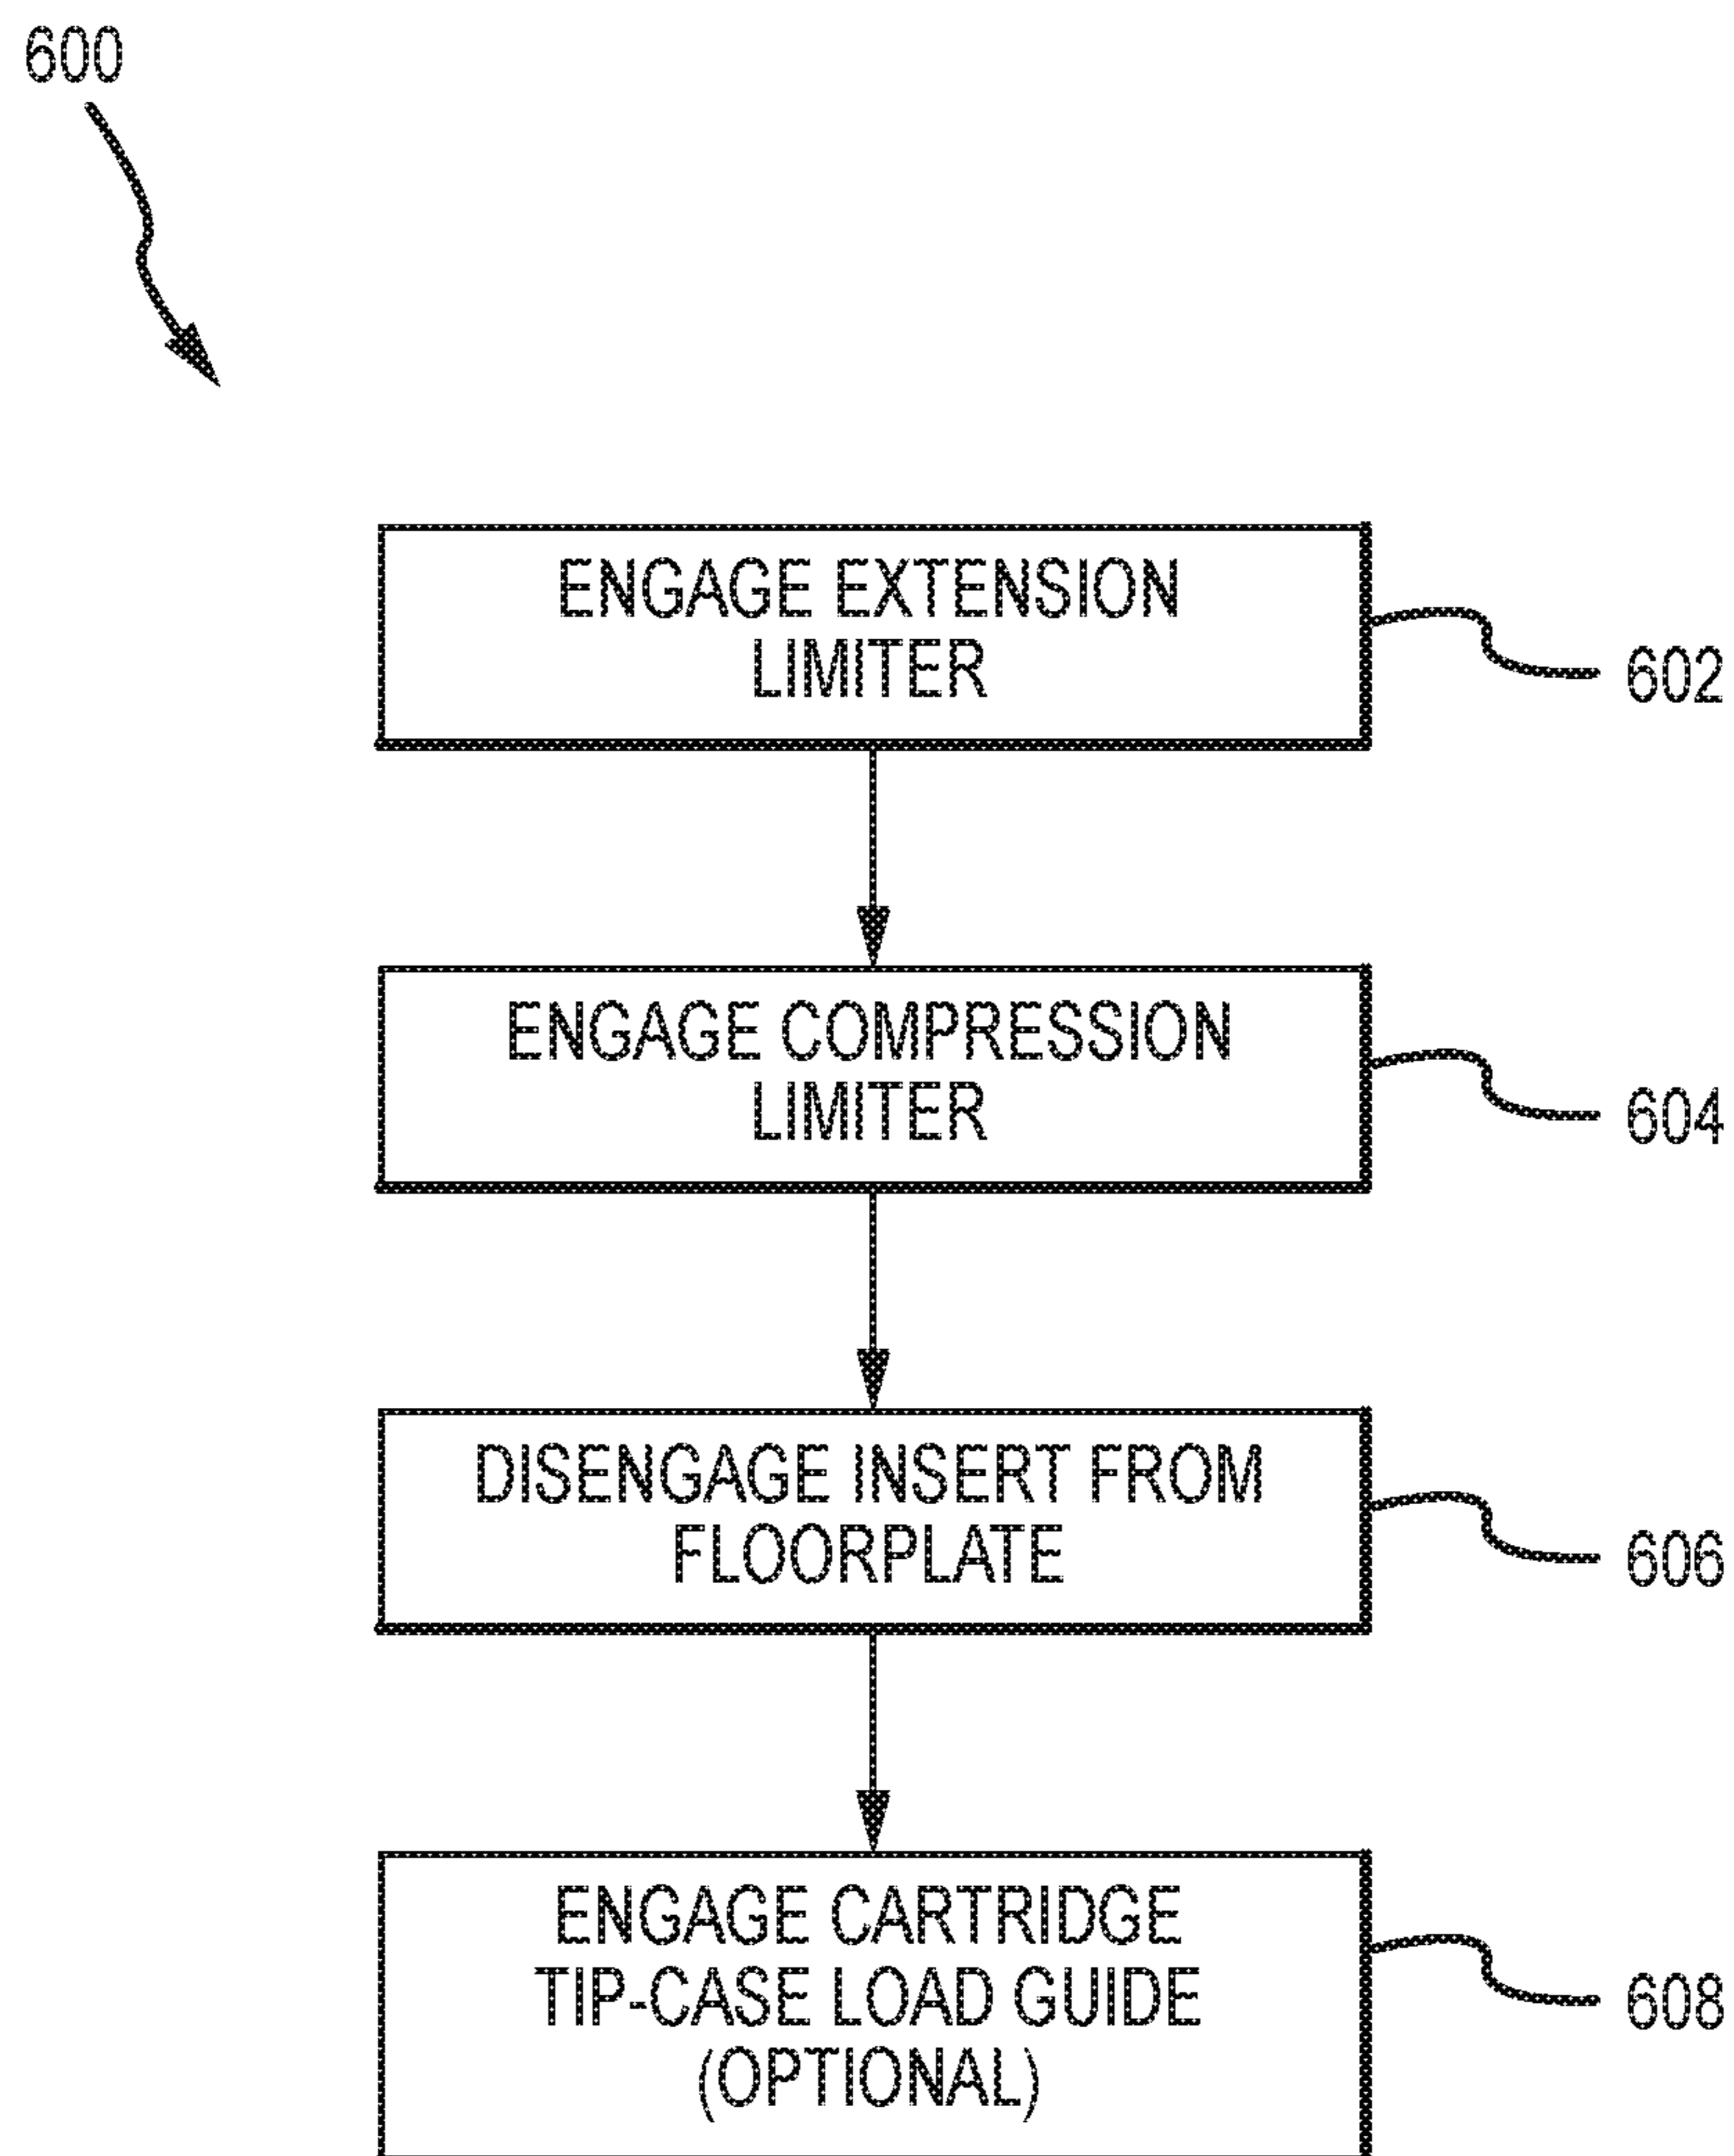 600
ENGAGE EXTENSION
LIMITER
602
ENGAGE COMPRESSION
LIMITER
604
DISENGAGE INSERT FROM
FLOORPLATE
606
ENGAGE CARTRIDGE
TIP-CASE LOAD GUIDE
(OPTIONAL)
608